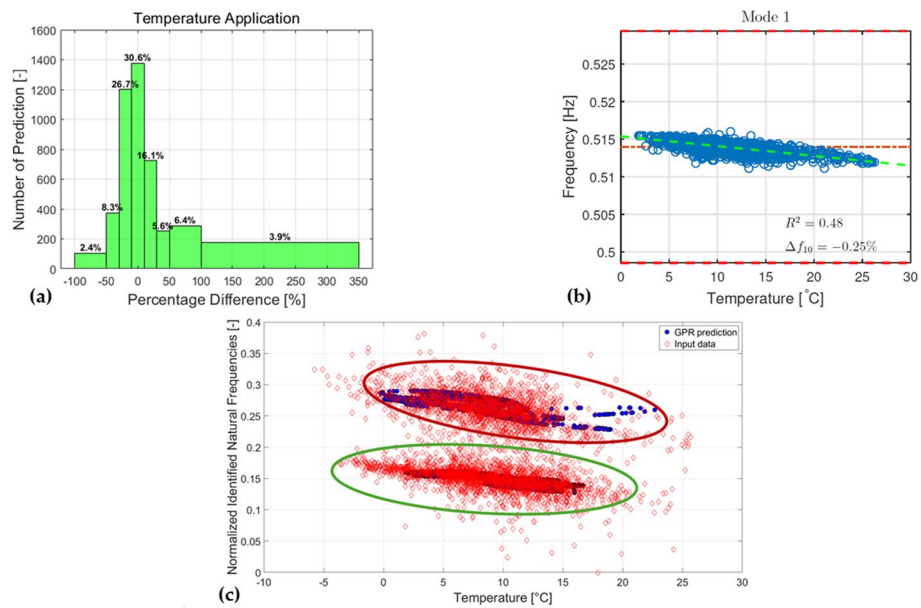 Temperature Application
1600
1400
1200
1000
800
600
400
200
0
Number of Prediction [-]
2.4%
8.3%
26.7%
30.6%
16.1%
5.6%
6.4%
3.9%
-100 -50 0 50 100 150 200 250 300 350
Percentage Difference [%]
(a)
Mode 1
0.525
0.52
0.515
0.51
0.505
0.5
Frequency [Hz]
R² = 0.48
Δf₁₀ = −0.25%
0 5 10 15 20 25 30
Temperature [°C]
(b)
0.4
0.35
0.3
0.25
0.2
0.15
0.1
0.05
0
Normalized Identified Natural Frequencies [-]
GPR prediction
Input data
-10 -5 0 5 10 15 20 25 30
Temperature [°C]
(c)